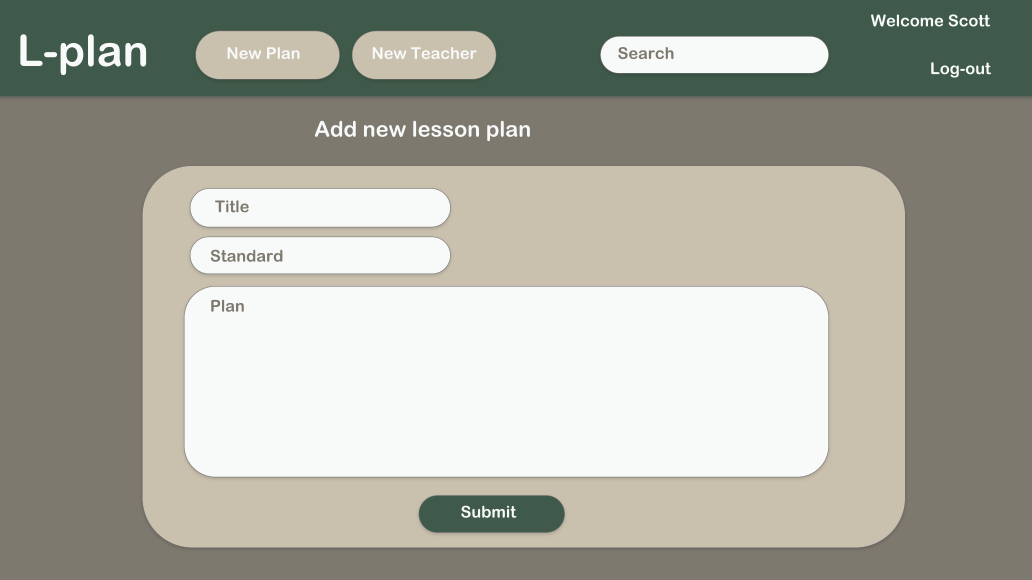 L-plan
New Plan
New Teacher
Search
Welcome Scott
Log-out
Add new lesson plan
Title
Standard
Plan
Submit